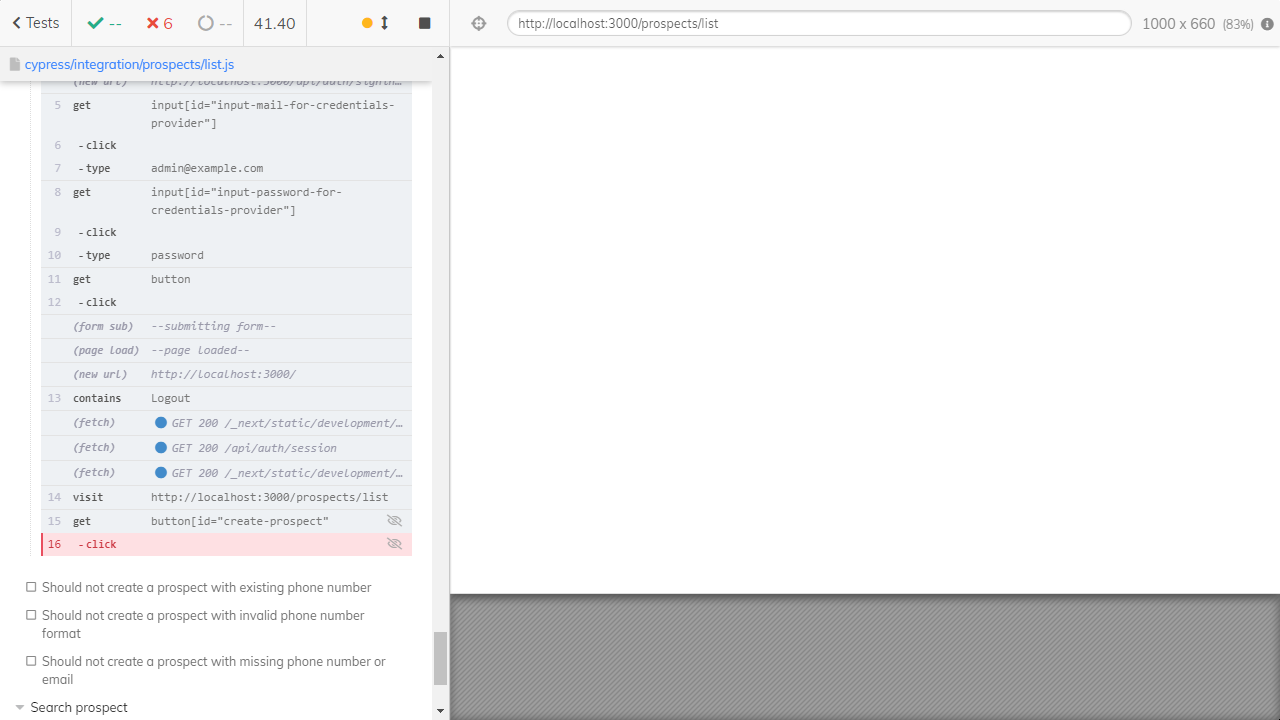 Tests
--
6
--
41.40
http://localhost:3000/prospects/list
1000 x 660 (83%)
cypress/integration/prospects/list.js
(new url) http://localhost:3000/api/auth/signin…
5 get input[id="input-mail-for-credentials-
provider"]
6 -click
7 -type admin@example.com
8 get input[id="input-password-for-
credentials-provider"]
9 -click
10 -type password
11 get button
12 -click
(form sub) --submitting form--
(page load) --page loaded--
(new url) http://localhost:3000/
13 contains Logout
(fetch) GET 200 /_next/static/development/…
(fetch) GET 200 /api/auth/session
(fetch) GET 200 /_next/static/development/…
14 visit http://localhost:3000/prospects/list
15 get button[id="create-prospect"
16 -click
Should not create a prospect with existing phone number
Should not create a prospect with invalid phone number
format
Should not create a prospect with missing phone number or
email
Search prospect